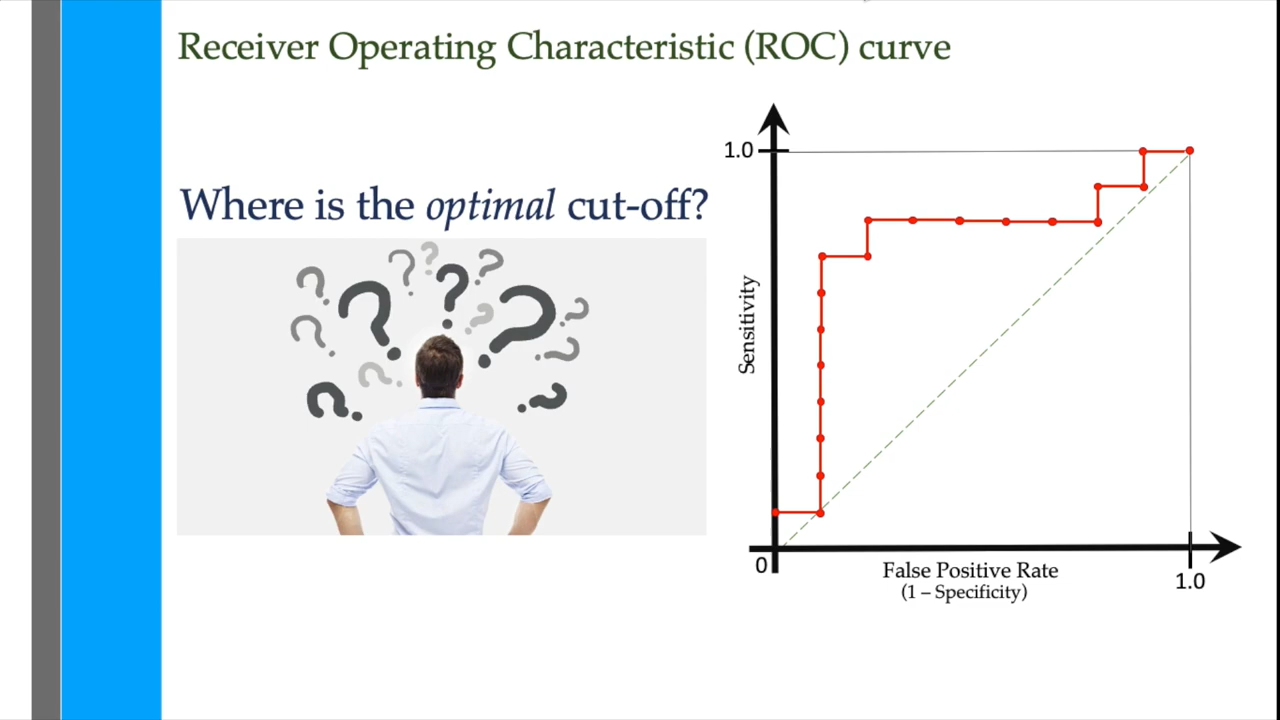 Receiver Operating Characteristic (ROC) curve
Where is the optimal cut-off?
1.0
Sensitivity
0
False Positive Rate
(1 – Specificity)
1.0